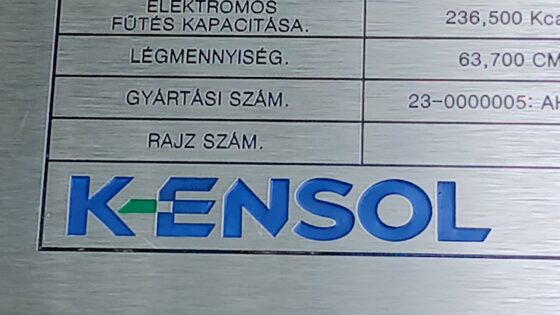 ELEKTROMOS
FŰTÉS KAPACITÁSA. 236,500 Kca
LÉGMENNYISÉG. 63,700 CM
GYÁRTÁSI SZÁM. 23-0000005: AH
RAJZ SZÁM.
K-ENSOL